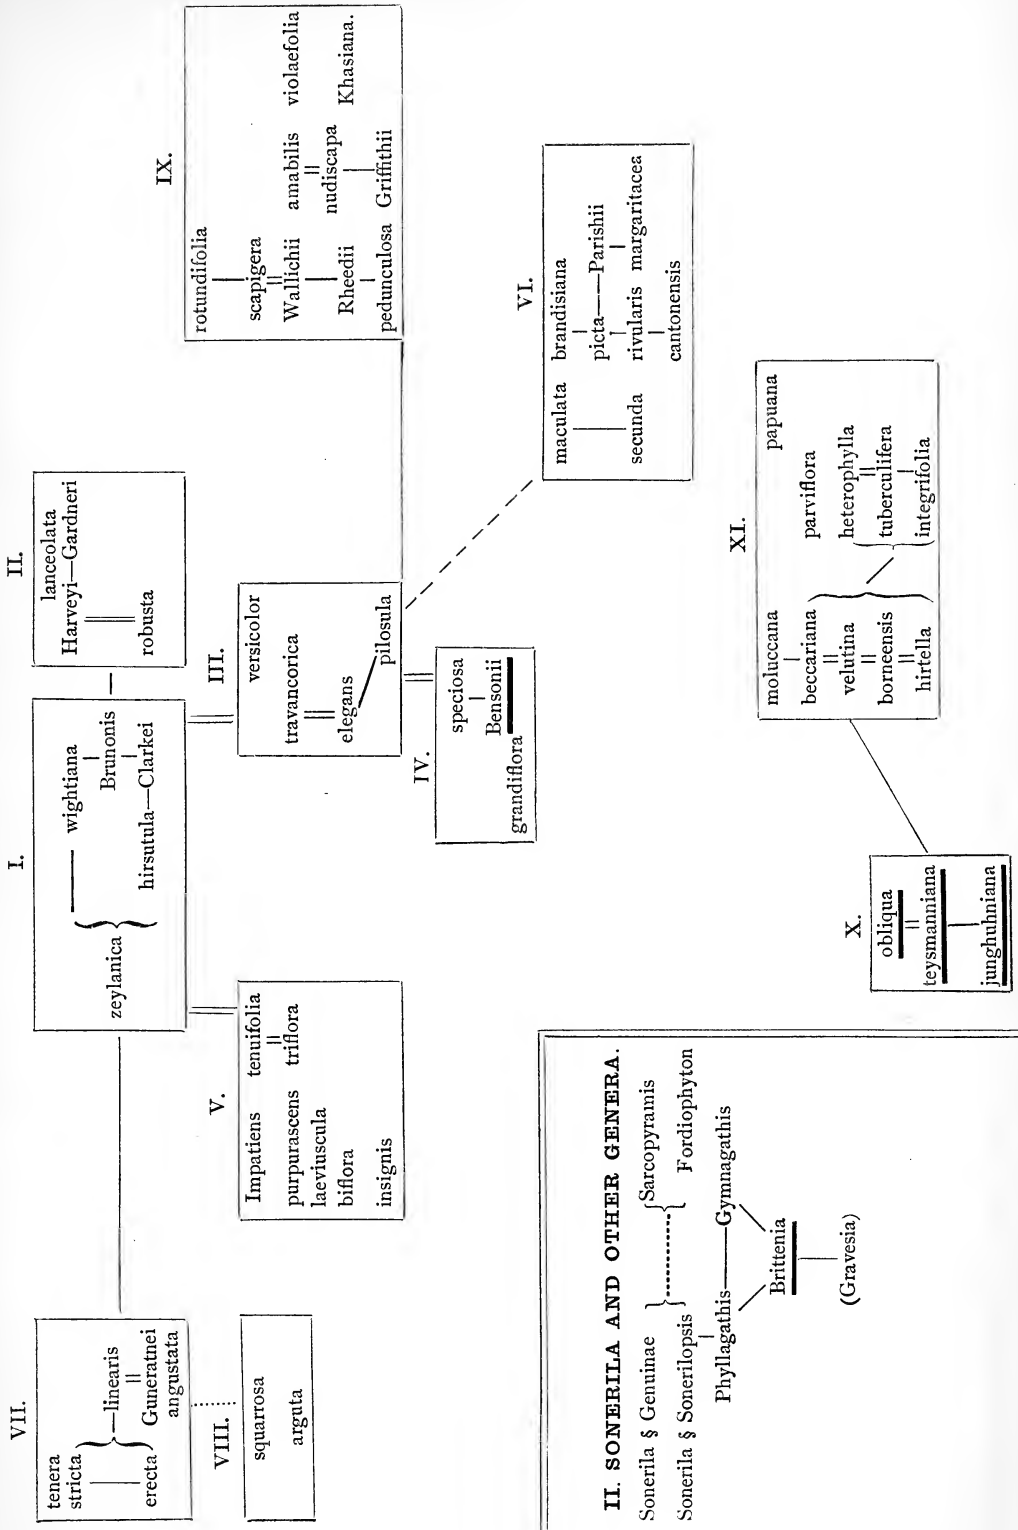 I.
zeylanica
wightiana
Brunonis
hirsutula—Clarkei
II.
lanceolata
Harveyi—Gardneri
robusta
III.
versicolor
travancorica
elegans
pilosula
IV.
speciosa
Bensonii
grandiflora
V.
Impatiens tenuifolia
purpurascens triflora
laeviuscula
biflora
insignis
VI.
maculata brandisiana
picta—Parishii
secunda rivularis margaritacea
cantonensis
VII.
tenera
stricta —linearis
erecta Guneratnei
angustata
VIII.
squarrosa
arguta
IX.
rotundifolia
scapigera
Wallichii amabilis violaefolia
nudiscapa
Rheedii Khasiana.
pedunculosa Griffithii
X.
obliqua
teysmanniana
junghuhniana
XI.
moluccana papuana
beccariana parviflora
velutina heterophylla
borneensis tuberculifera
hirtella integrifolia
II. SONERILA AND OTHER GENERA.
Sonerila § Genuinae Sarcopyramis
Sonerila § Sonerilopsis Fordiophyton
Phyllagathis—Gymnagathis
Brittenia
(Gravesia)